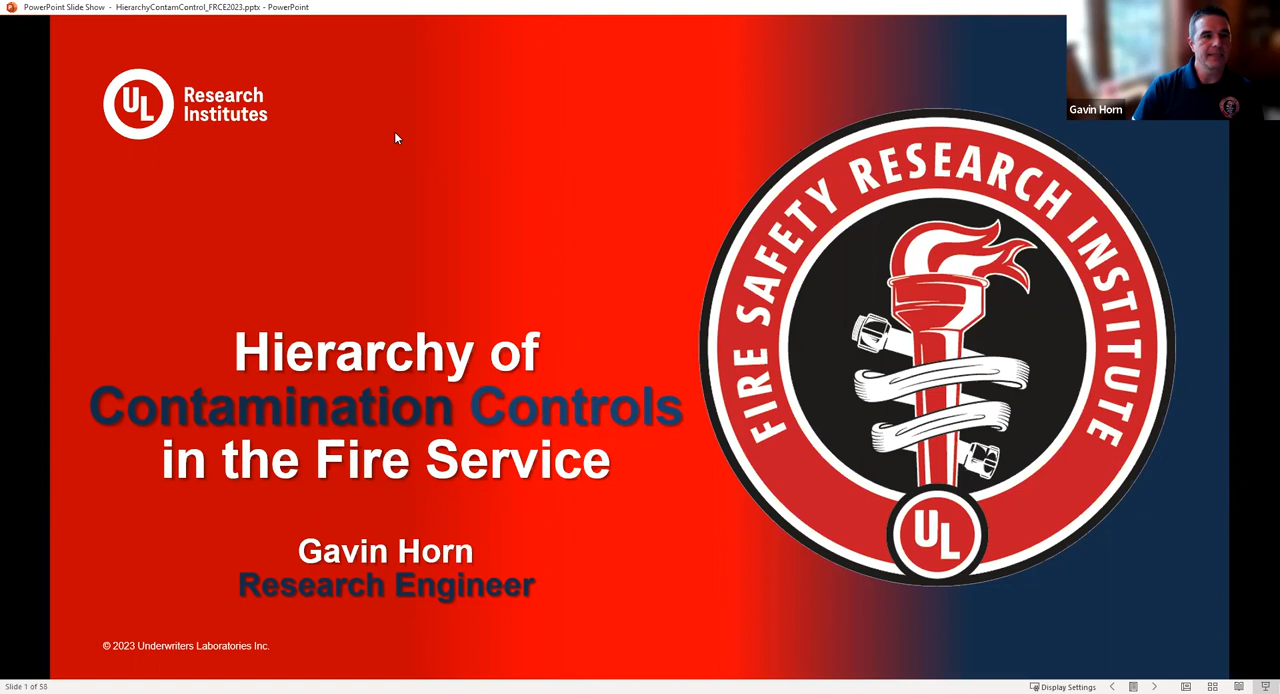 PowerPoint Slide Show - HierarchyContamControl_FRCE2023.pptx - PowerPoint
UL Research
Institutes
Gavin Horn
FIRE SAFETY RESEARCH INSTITUTE
UL
Hierarchy of
Contamination Controls
in the Fire Service
Gavin Horn
Research Engineer
© 2023 Underwriters Laboratories Inc.
Slide 1 of 58
Display Settings